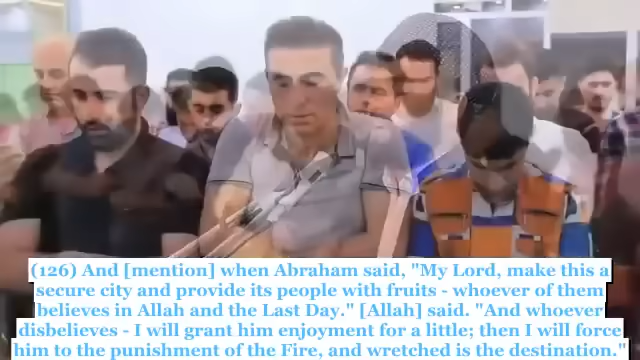 (126) And [mention] when Abraham said, "My Lord, make this a
secure city and provide its people with fruits - whoever of them
believes in Allah and the Last Day." [Allah] said. "And whoever
disbelieves - I will grant him enjoyment for a little; then I will force
him to the punishment of the Fire, and wretched is the destination."